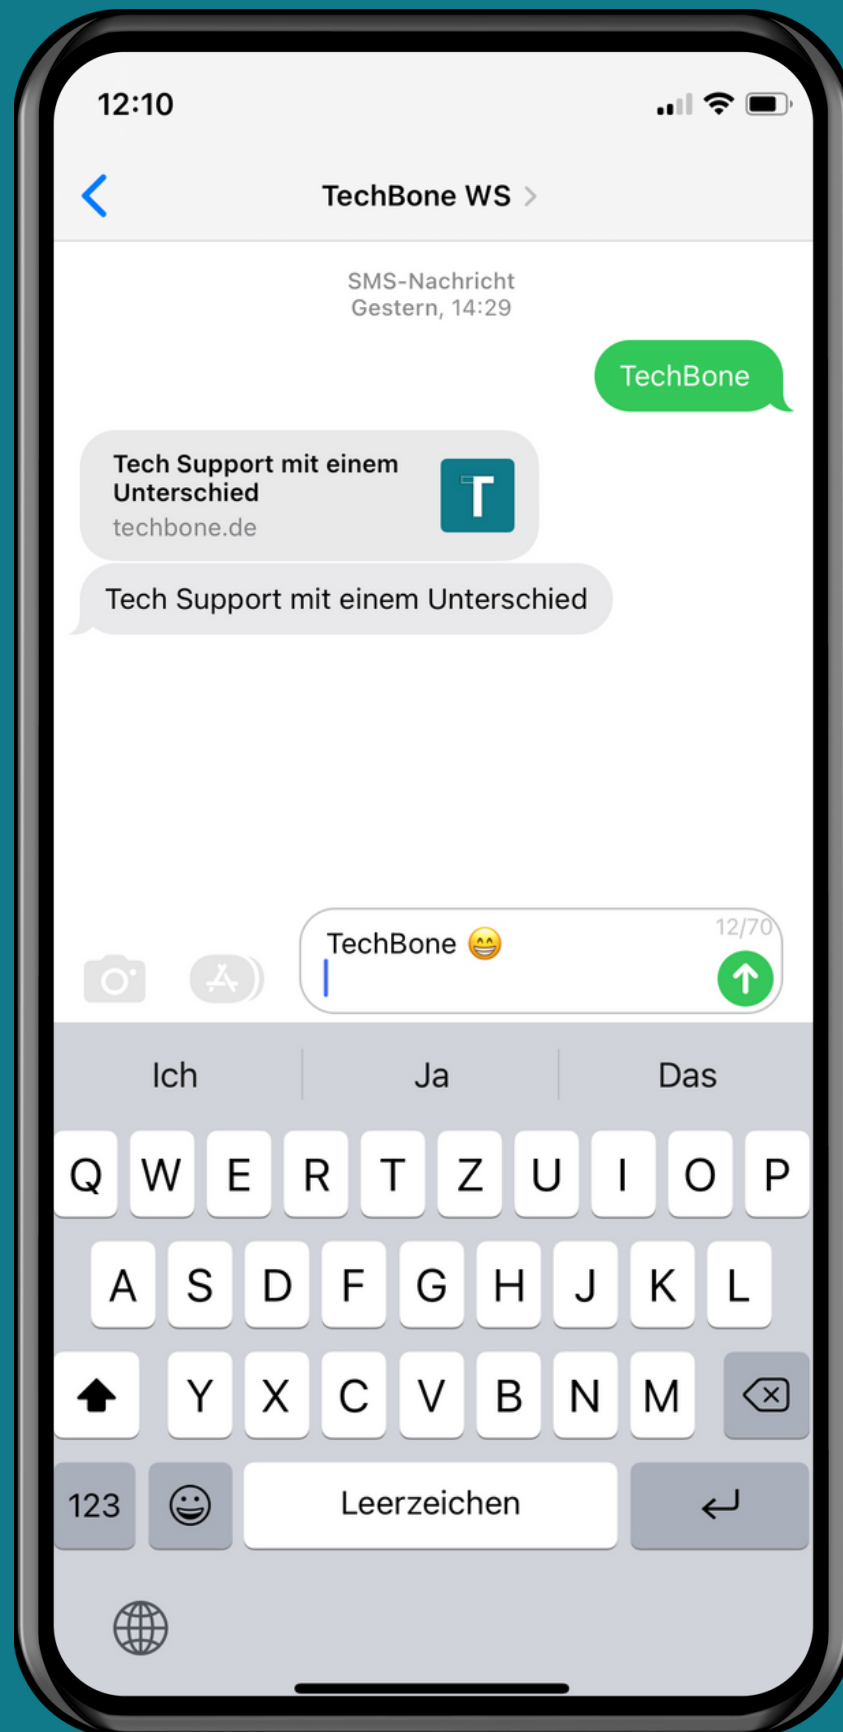 12:10
TechBone WS
SMS-Nachricht
Gestern, 14:29
TechBone
Tech Support mit einem
Unterschied
techbone.de
T
Tech Support mit einem Unterschied
TechBone 😁
12/70
Ich Ja Das
Q W E R T Z U I O P
A S D F G H J K L
Y X C V B N M
123 Leerzeichen